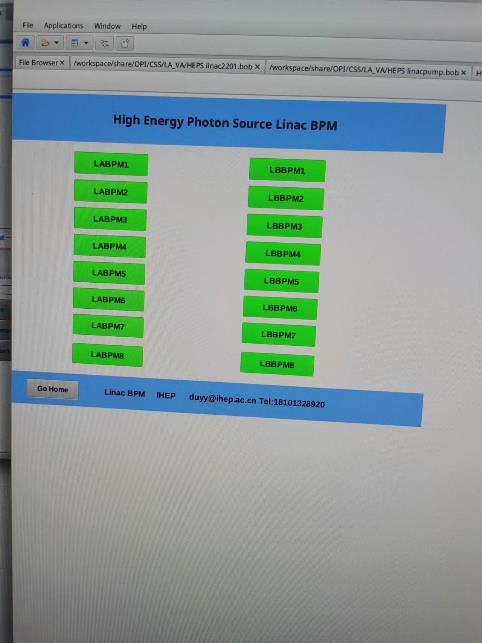 File Applications Window Help
File Browser × /workspace/share/OPI/CSS/LA_VA/HEPS linac2201.bob × /workspace/share/OPI/CSS/LA_VA/HEPS linacpump.bob × H
High Energy Photon Source Linac BPM
LABPM1 LBBPM1
LABPM2 LBBPM2
LABPM3 LBBPM3
LABPM4 LBBPM4
LABPM5 LBBPM5
LABPM6 LBBPM6
LABPM7 LBBPM7
LABPM8 LBBPM8
Go Home Linac BPM IHEP duyy@ihep.ac.cn Tel:18101328920